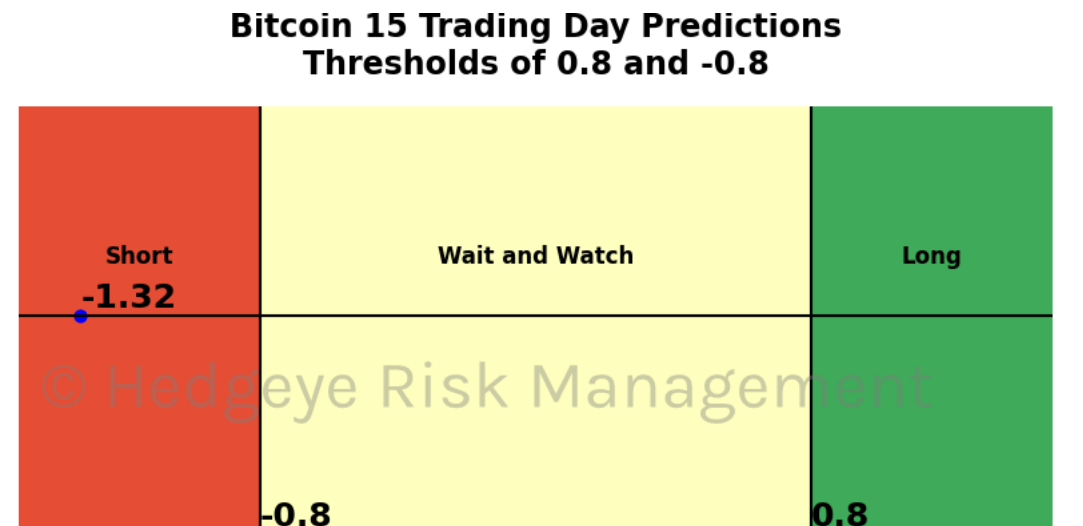 Bitcoin 15 Trading Day Predictions
Thresholds of 0.8 and -0.8
Short
Wait and Watch
Long
-1.32
© Hedgeye Risk Management
-0.8
0.8